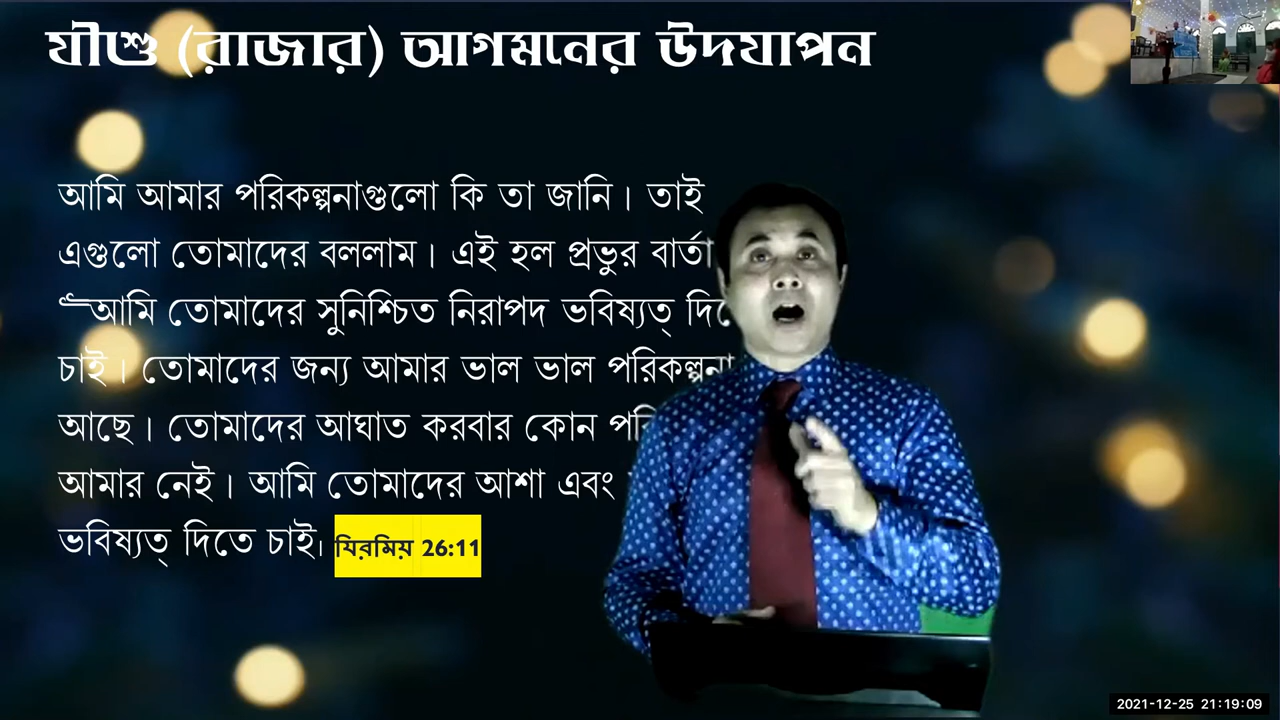 যীশু (রাজার) আগমনের উদযাপন
আমি আমার পরিকল্পনাগুলো কি তা জানি। তাই
এগুলো তোমাদের বললাম। এই হল প্রভুর বার্তা
“আমি তোমাদের সুনিশ্চিত নিরাপদ ভবিষ্যত্‌
চাই। তোমাদের জন্য আমার ভাল ভাল পরিকল্পনা
আছে। তোমাদের আঘাত করবার কোন
আমার নেই। আমি তোমাদের আশা এবং
ভবিষ্যত্‌ দিতে চাই। যিরমিয় 26:11
2021-12-25 21:19:09